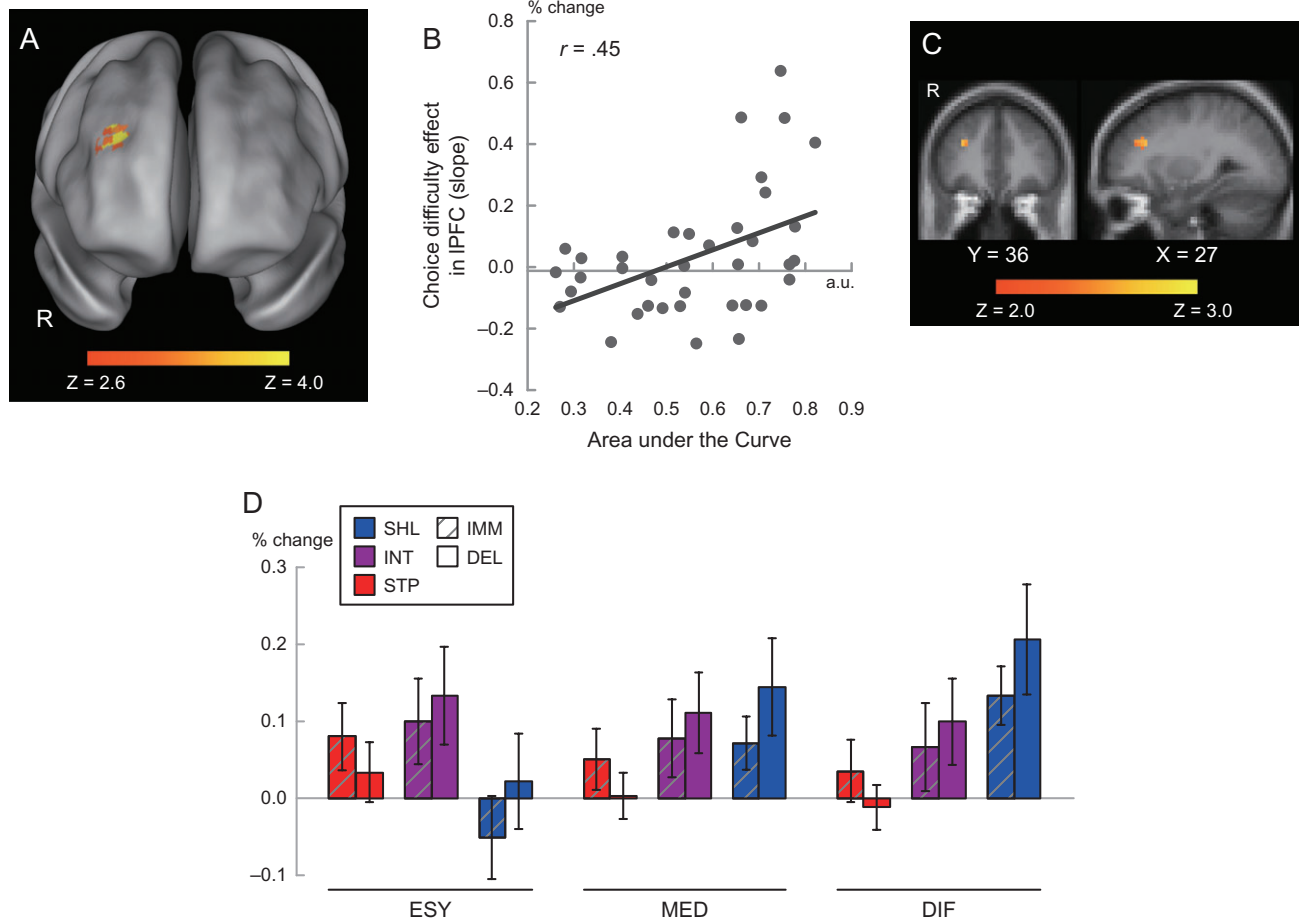 A
R
Z = 2.6
Z = 4.0
B
% change
r = .45
Choice difficulty effect
in lPFC (slope)
0.8
0.6
0.4
0.2
0.0
–0.2
–0.4
a.u.
0.2 0.3 0.4 0.5 0.6 0.7 0.8 0.9
Area under the Curve
C
R
Y = 36
X = 27
Z = 2.0
Z = 3.0
D
% change
SHL IMM
INT DEL
STP
0.3
0.2
0.1
0.0
–0.1
ESY MED DIF